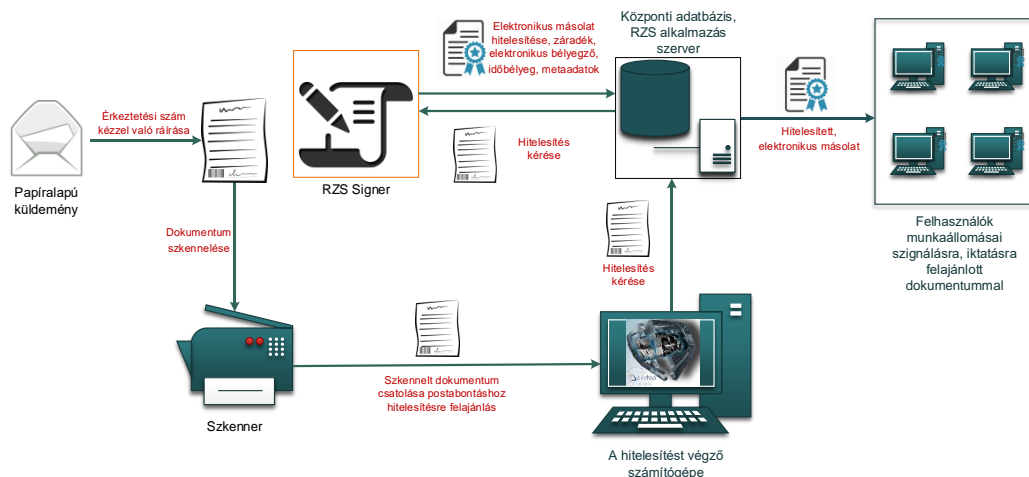 Érkeztetési szám
kézzel való ráírása
Papíralapú
küldemény
RZS Signer
Elektronikus másolat
hitelesítése, záradék,
elektronikus bélyegző,
időbélyeg, metaadatok
Hitelesítés
kérése
Központi adatbázis,
RZS alkalmazás
szerver
Hitelesített,
elektronikus másolat
Felhasználók
munkaállomásai
szignálásra, iktatásra
felajánlott
dokumentummal
Dokumentum
szkennelése
Hitelesítés
kérése
Szkenner
Szkennelt dokumentum
csatolása postabontáshoz
hitelesítésre felajánlás
A hitelesítést végző
számítógépe